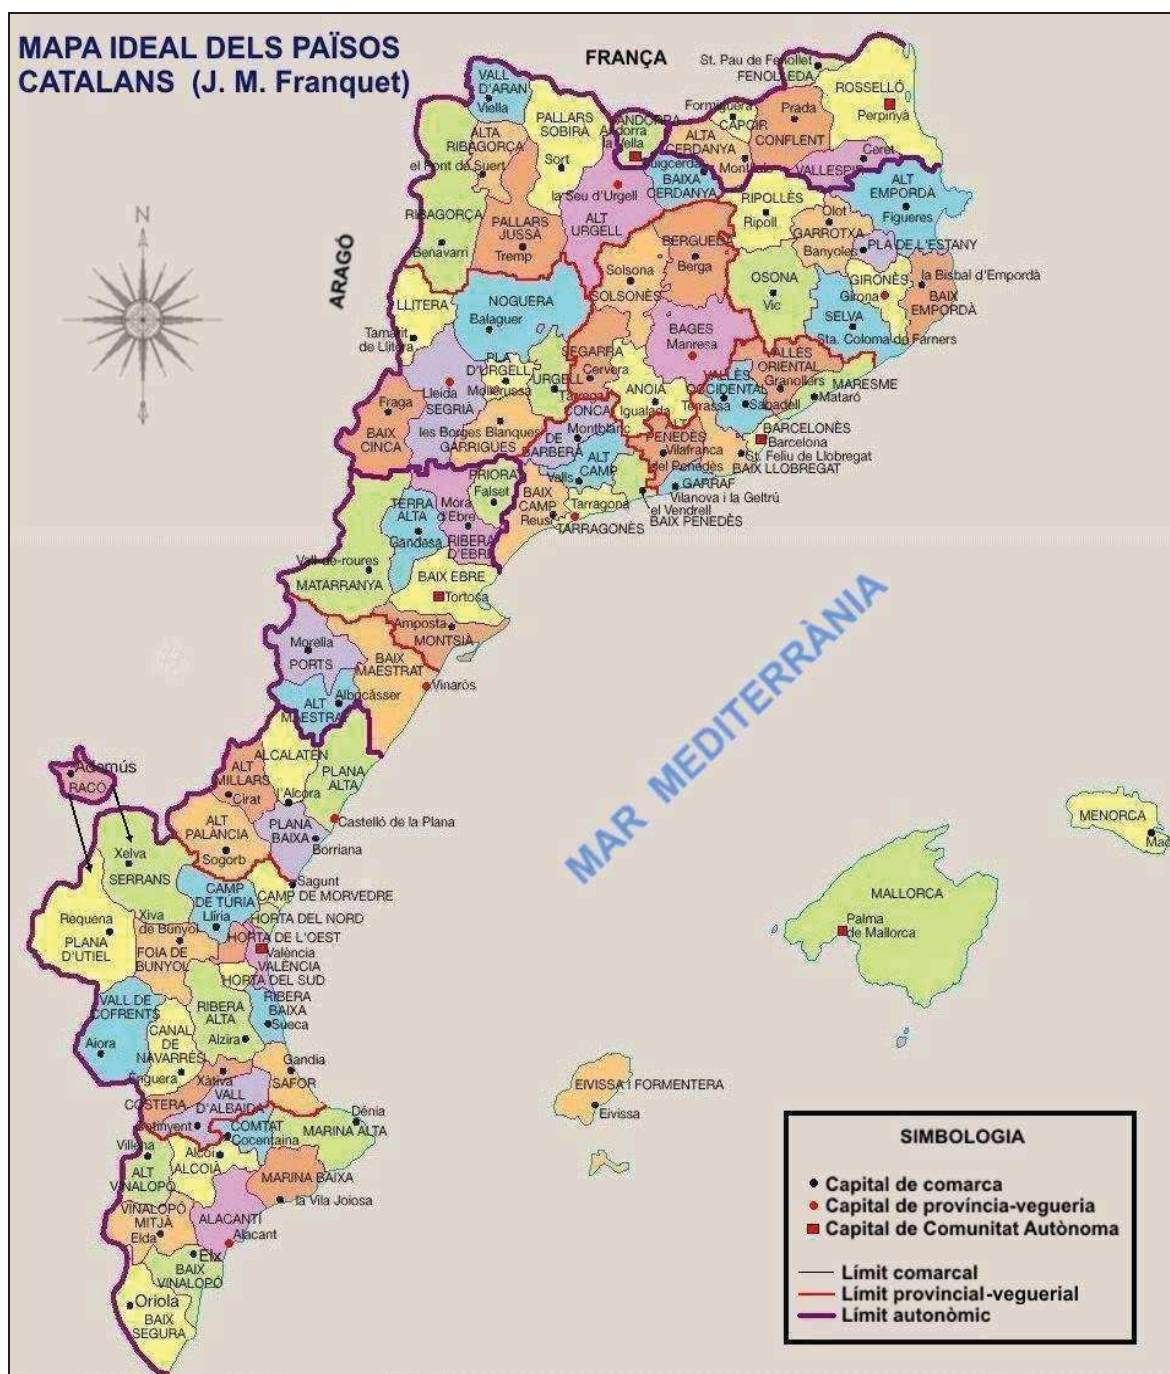 MAPA IDEAL DELS PAÏSOS
CATALANS (J. M. Franquet)
FRANÇA
St. Pau de Fenollet
FENOLLEDA
ROSSELLÓ
Perpinyà
VALL
D'ARAN
Viella
Formiguera
CAPCIR
Prada
CONFLENT
PALLARS
SOBIRÀ
Sort
ANDORRA
Andorra
la Vella
ALTA
CERDANYA
Ceret
VALLESPIR
ALTA
RIBAGORÇA
el Pont de Suert
Puigcerdà
BAIXA
CERDANYA
la Seu d'Urgell
ALT
URGELL
RIPOLLÈS
Ripoll
ALT
EMPORDÀ
Figueres
N
ARAGÓ
RIBAGORÇA
Benavarri
PALLARS
JUSSÀ
Tremp
BERGUEDÀ
Berga
Olot
GARROTXA
Banyoles
PLA DE L'ESTANY
Solsona
SOLSONÈS
OSONA
Vic
GIRONÈS
Girona
la Bisbal d'Empordà
BAIX
EMPORDÀ
LLITERA
Tamarit
de Llitera
NOGUERA
Balaguer
BAGES
Manresa
SELVA
Sta. Coloma de Farners
PLA
D'URGELL
Mollerussa
URGELL
Tàrrega
SEGARRA
Cervera
VALLÈS
ORIENTAL
Granollers
VALLÈS
OCCIDENTAL
Terrassa
Sabadell
MARESME
Mataró
ANOIA
Igualada
Lleida
SEGRIÀ
Fraga
BAIX
CINCA
les Borges Blanques
GARRIGUES
CONCA
Montblanc
DE
BARBERÀ
BARCELONÈS
Barcelona
St. Feliu de Llobregat
BAIX LLOBREGAT
PENEDÈS
Vilafranca
del Penedès
ALT
CAMP
Valls
GARRAF
Vilanova i la Geltrú
el Vendrell
BAIX PENEDÈS
PRIORAT
Falset
BAIX
CAMP
Reus
Tarragona
TARRAGONÈS
TERRA
ALTA
Gandesa
Mora
d'Ebre
RIBERA
D'EBRE
Vall-de-roures
MATARRANYA
BAIX EBRE
Tortosa
Amposta
MONTSIÀ
Morella
PORTS
BAIX
MAESTRAT
Vinaròs
ALT
MAESTRAT
Albocàsser
MAR MEDITERRÀNIA
Ademús
RACÓ
ALCALATEN
l'Alcora
PLANA
ALTA
ALT
MILLARS
Cirat
Castelló de la Plana
ALT
PALÀNCIA
Sogorb
PLANA
BAIXA
Borriana
MENORCA
MALLORCA
Palma
de Mallorca
Xelva
SERRANS
Sagunt
CAMP DE MORVEDRE
CAMP
DE TÚRIA
Llíria
Requena
PLANA
D'UTIEL
Xiva
de Bunyol
FOIA DE
BUNYOL
HORTA DEL NORD
HORTA DE L'OEST
València
VALÈNCIA
HORTA DEL SUD
VALL DE
COFRENTS
Aiora
RIBERA
ALTA
Alzira
RIBERA
BAIXA
Sueca
CANAL
DE
NAVARRÉS
Enguera
Gandia
SAFOR
Xàtiva
COSTERA
VALL
D'ALBAIDA
Ontinyent
EIVISSA I FORMENTERA
Eivissa
Dénia
MARINA ALTA
COMTAT
Cocentaina
Alcoi
ALCOIÀ
Villena
ALT
VINALOPÓ
MARINA BAIXA
la Vila Joiosa
VINALOPÓ
MITJÀ
Elda
ALACANTÍ
Alacant
Elx
BAIX
VINALOPÓ
Oriola
BAIX
SEGURA
SIMBOLOGIA
Capital de comarca
Capital de província-vegueria
Capital de Comunitat Autònoma
Límit comarcal
Límit provincial-veguerial
Límit autonòmic